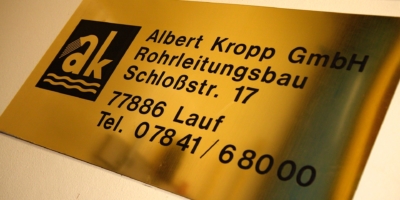 ak
Albert Kropp GmbH
Rohrleitungsbau
Schloßstr. 17
77886 Lauf
Tel. 07841/68000